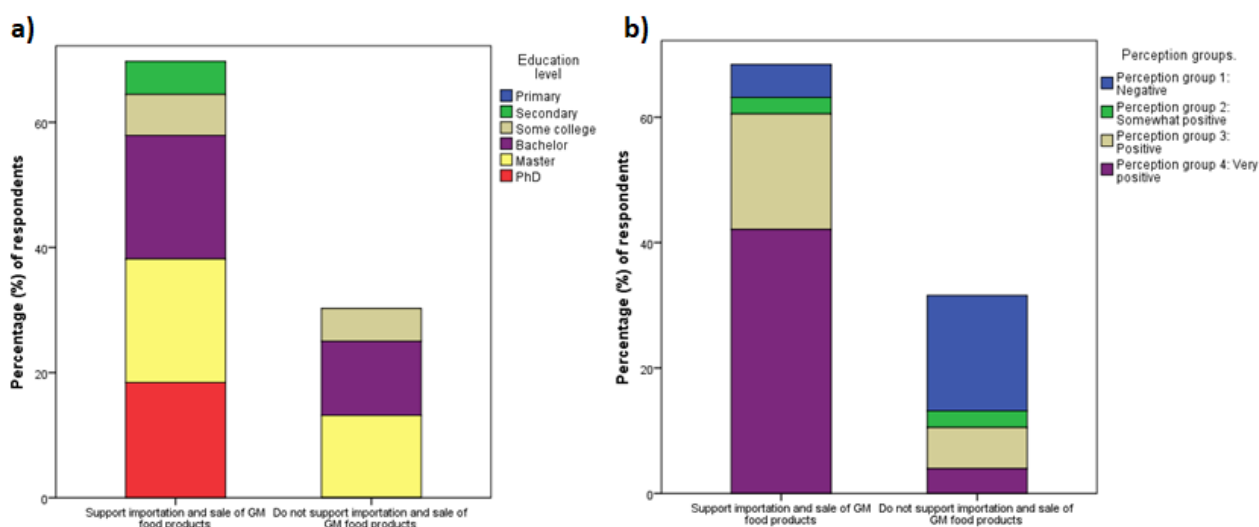 a)
Percentage (%) of respondents
60
40
20
0
Support importation and sale of GM
food products
Do not support importation and sale of
GM food products
Education
level
Primary
Secondary
Some college
Bachelor
Master
PhD
b)
Percentage (%) of respondents
60
40
20
0
Support importation and sale of GM
food products
Do not support importation and sale of
GM food products
Perception groups.
Perception group 1:
Negative
Perception group 2:
Somewhat positive
Perception group 3:
Positive
Perception group 4: Very
positive